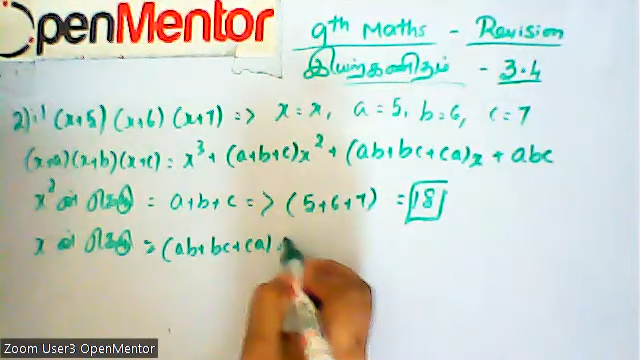 OpenMentor
9th Maths - Revision
இயற்கணிதம் - 3.4
2) i) (x+5) (x+6) (x+7) => x = x, a = 5, b = 6, c = 7
(x+a)(x+b)(x+c) = x³ + (a+b+c)x² + (ab+bc+ca)x + abc
x² ன் கெழு = a+b+c => (5+6+7) = 18
x ன் கெழு = (ab+bc+ca)
Zoom User3 OpenMentor